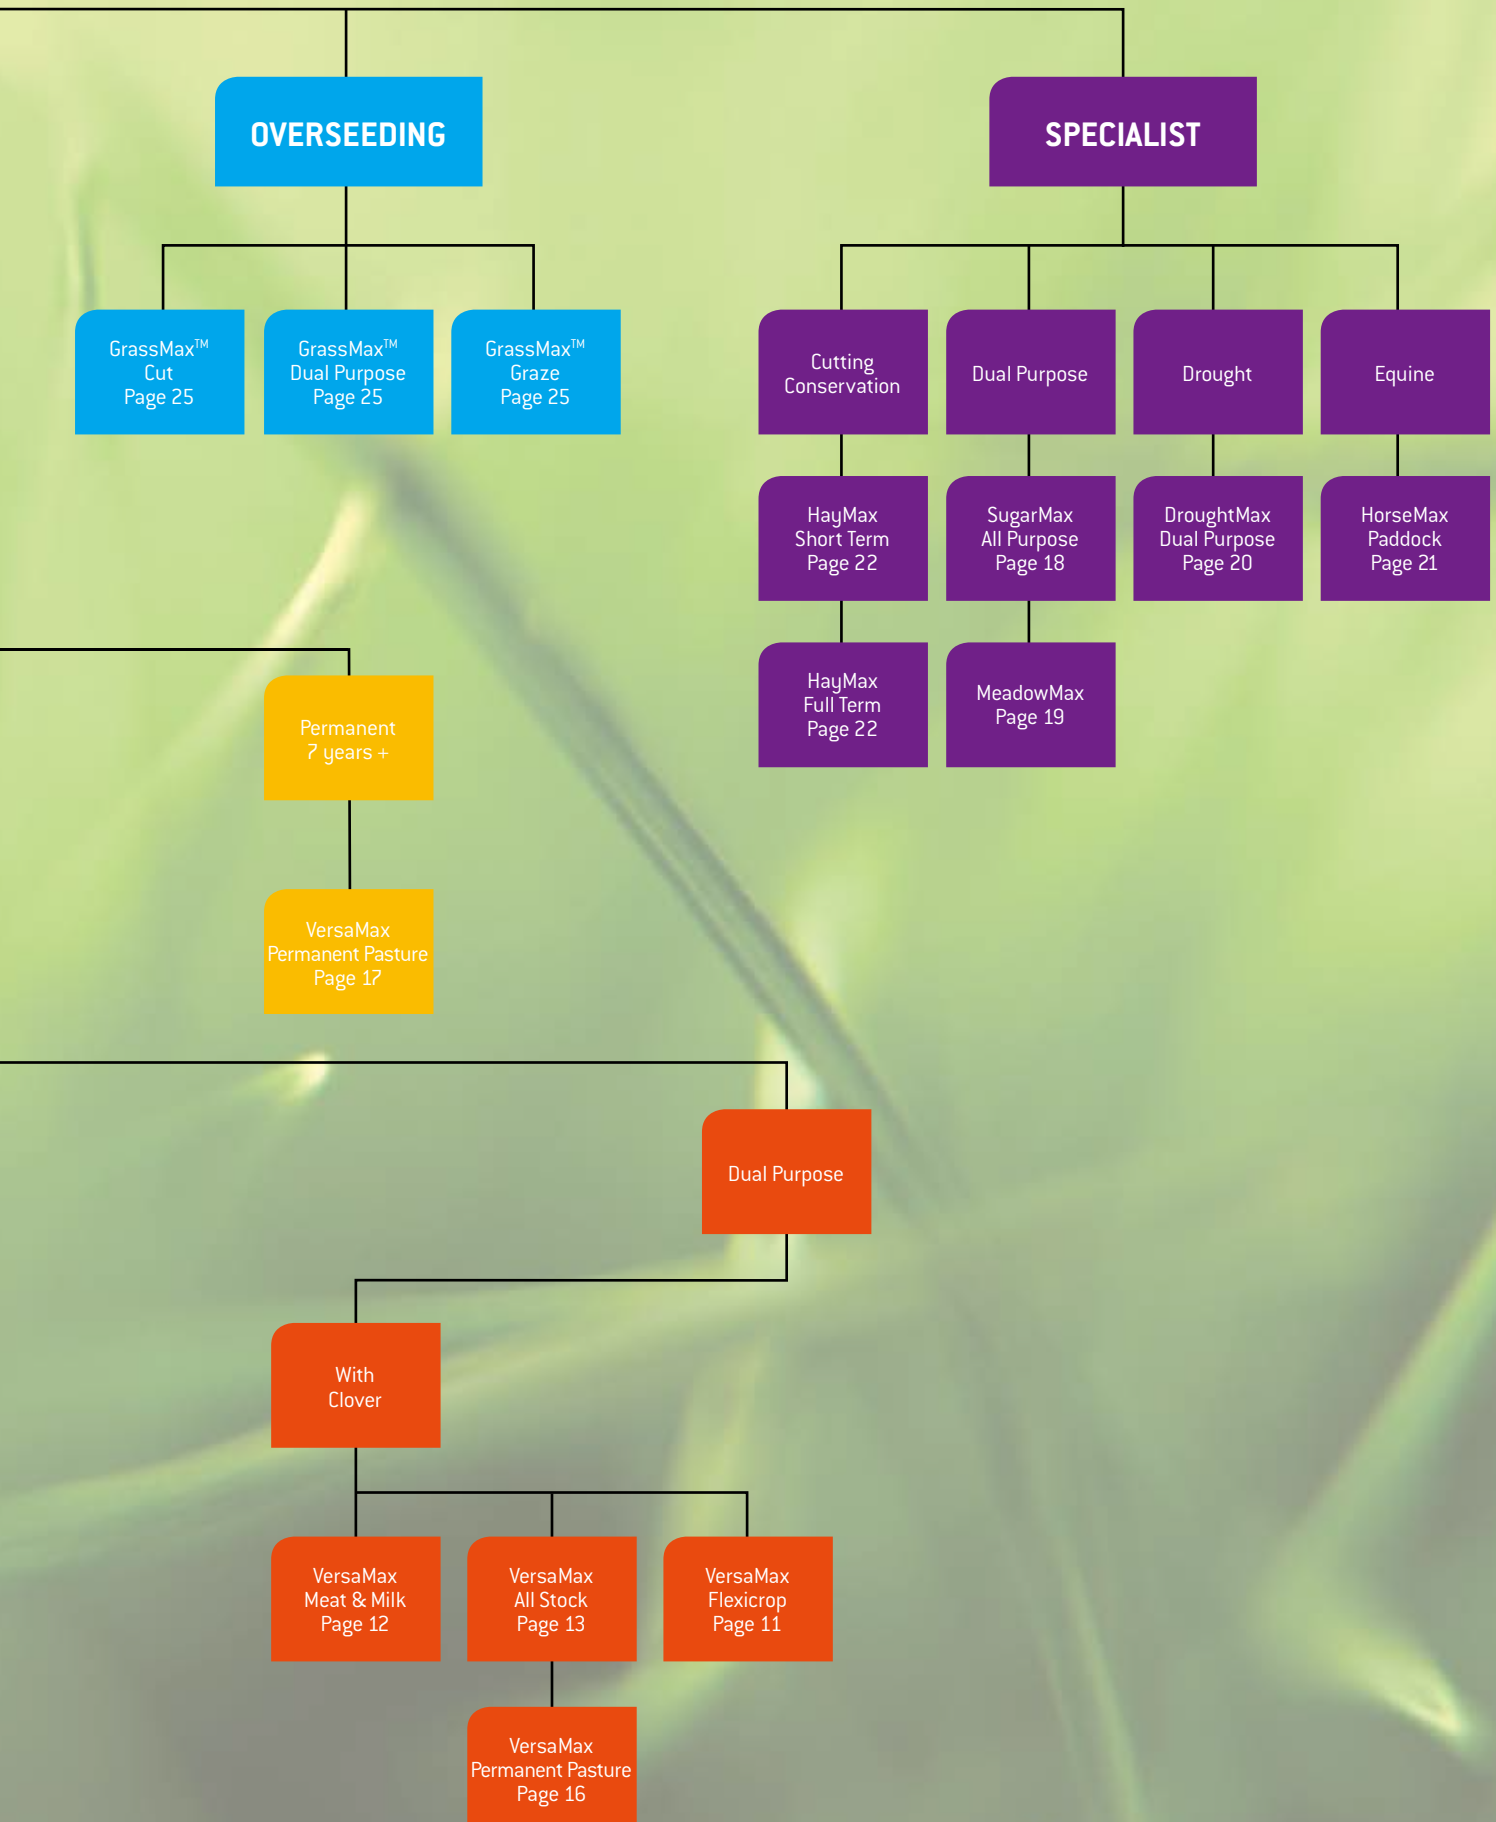 OVERSEEDING
SPECIALIST
GrassMax™
Cut
Page 25
GrassMax™
Dual Purpose
Page 25
GrassMax™
Graze
Page 25
Cutting
Conservation
Dual Purpose
Drought
Equine
HayMax
Short Term
Page 22
SugarMax
All Purpose
Page 18
DroughtMax
Dual Purpose
Page 20
HorseMax
Paddock
Page 21
HayMax
Full Term
Page 22
MeadowMax
Page 19
Permanent
7 years +
VersaMax
Permanent Pasture
Page 17
Dual Purpose
With
Clover
VersaMax
Meat & Milk
Page 12
VersaMax
All Stock
Page 13
VersaMax
Flexicrop
Page 11
VersaMax
Permanent Pasture
Page 16